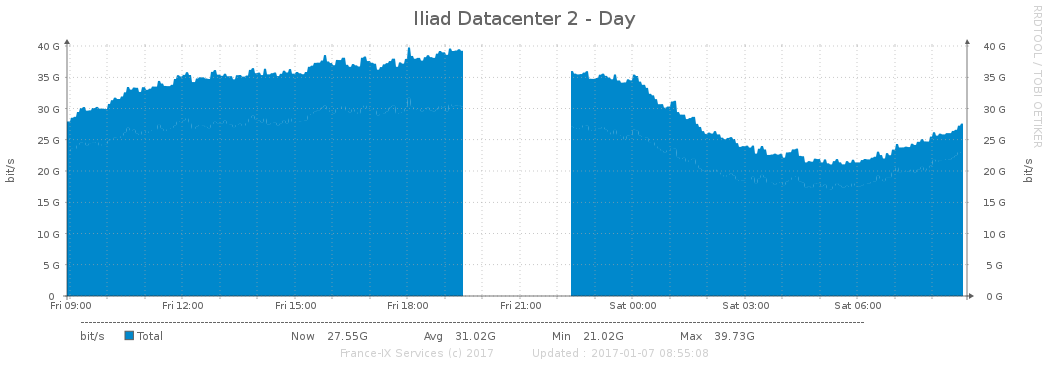 Iliad Datacenter 2 - Day
RRDTOOL / TOBI OETIKER
bit/s
40 G 40 G
35 G 35 G
30 G 30 G
25 G 25 G
20 G 20 G
15 G 15 G
10 G 10 G
5 G 5 G
0 0 G
bit/s
Fri 09:00 Fri 12:00 Fri 15:00 Fri 18:00 Fri 21:00 Sat 00:00 Sat 03:00 Sat 06:00
bit/s Total Now 27.55G Avg 31.02G Min 21.02G Max 39.73G
France-IX Services (c) 2017 Updated : 2017-01-07 08:55:08